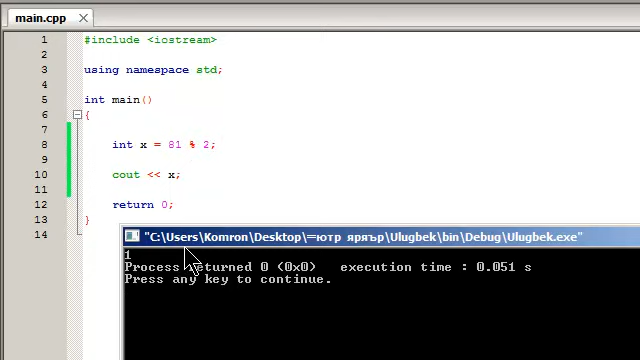 main.cpp
1 #include <iostream>
2
3 using namespace std;
4
5 int main()
6 {
7
8 int x = 81 % 2;
9
10 cout << x;
11
12 return 0;
13 }
14
"C:\Users\Komron\Desktop\═ютр яряър\Ulugbek\bin\Debug\Ulugbek.exe"
1
Process returned 0 (0x0) execution time : 0.051 s
Press any key to continue.